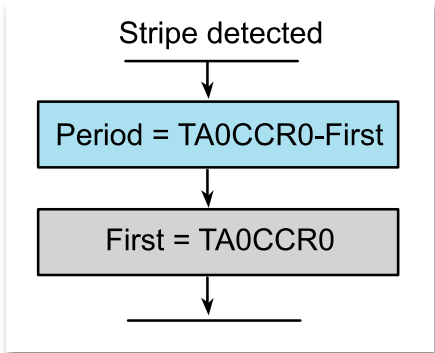 Stripe detected
Period = TA0CCR0-First
First = TA0CCR0